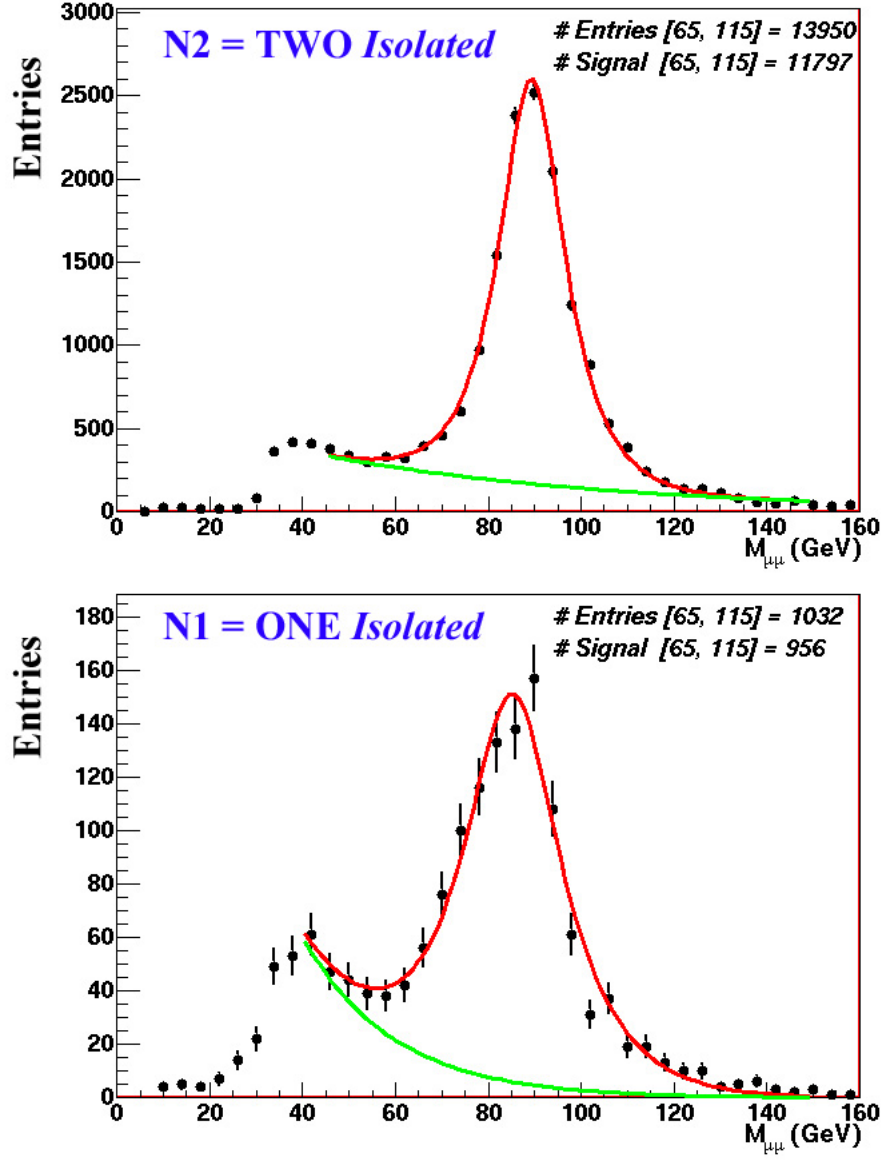 N2 = TWO Isolated
# Entries [65, 115] = 13950
# Signal [65, 115] = 11797
Entries
3000
2500
2000
1500
1000
500
0
0 20 40 60 80 100 120 140 160
Mμμ (GeV)
N1 = ONE Isolated
# Entries [65, 115] = 1032
# Signal [65, 115] = 956
Entries
180
160
140
120
100
80
60
40
20
0
0 20 40 60 80 100 120 140 160
Mμμ (GeV)